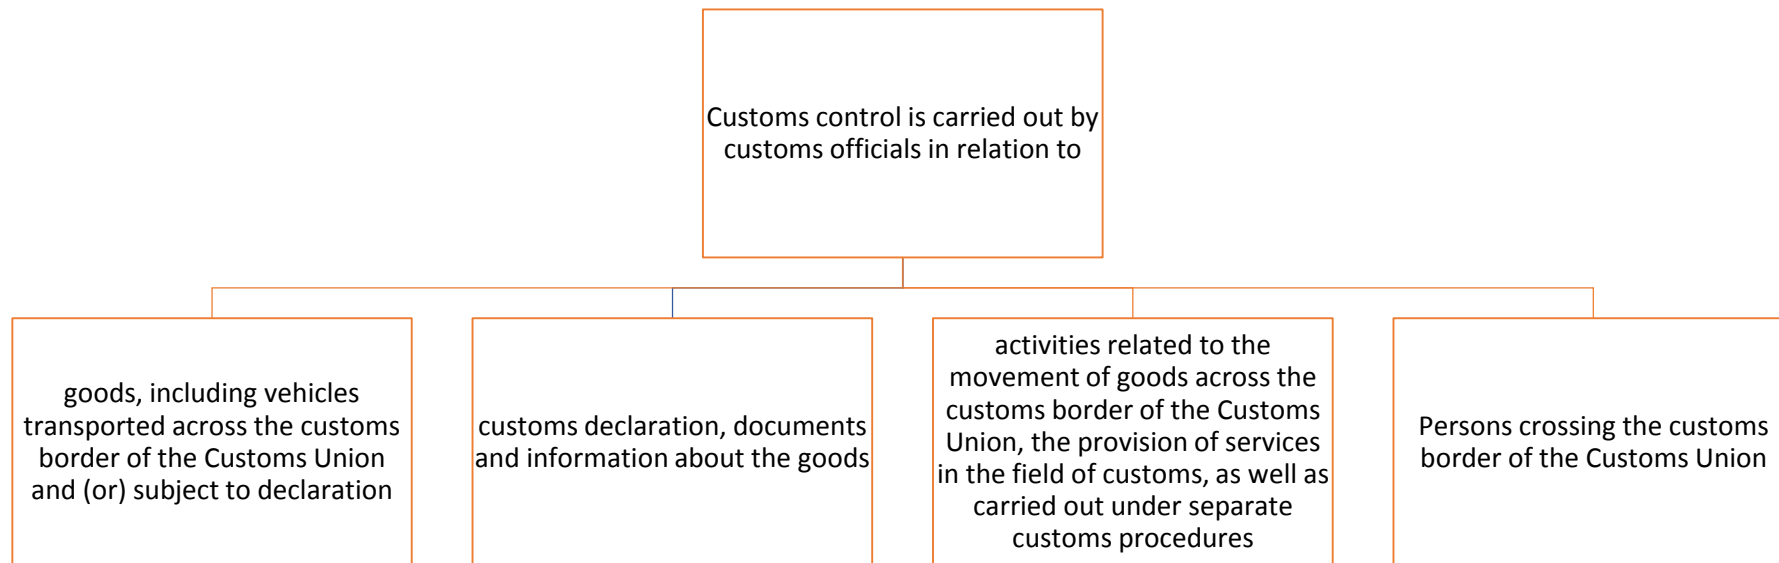 Customs control is carried out by
customs officials in relation to
goods, including vehicles
transported across the customs
border of the Customs Union
and (or) subject to declaration
customs declaration, documents
and information about the goods
activities related to the
movement of goods across the
customs border of the Customs
Union, the provision of services
in the field of customs, as well as
carried out under separate
customs procedures
Persons crossing the customs
border of the Customs Union